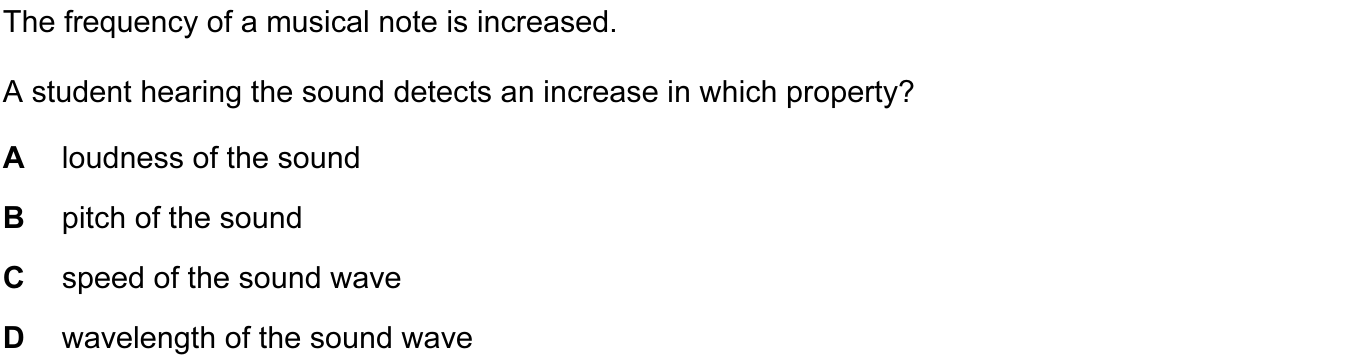 The frequency of a musical note is increased.
A student hearing the sound detects an increase in which property?
A loudness of the sound
B pitch of the sound
C speed of the sound wave
D wavelength of the sound wave